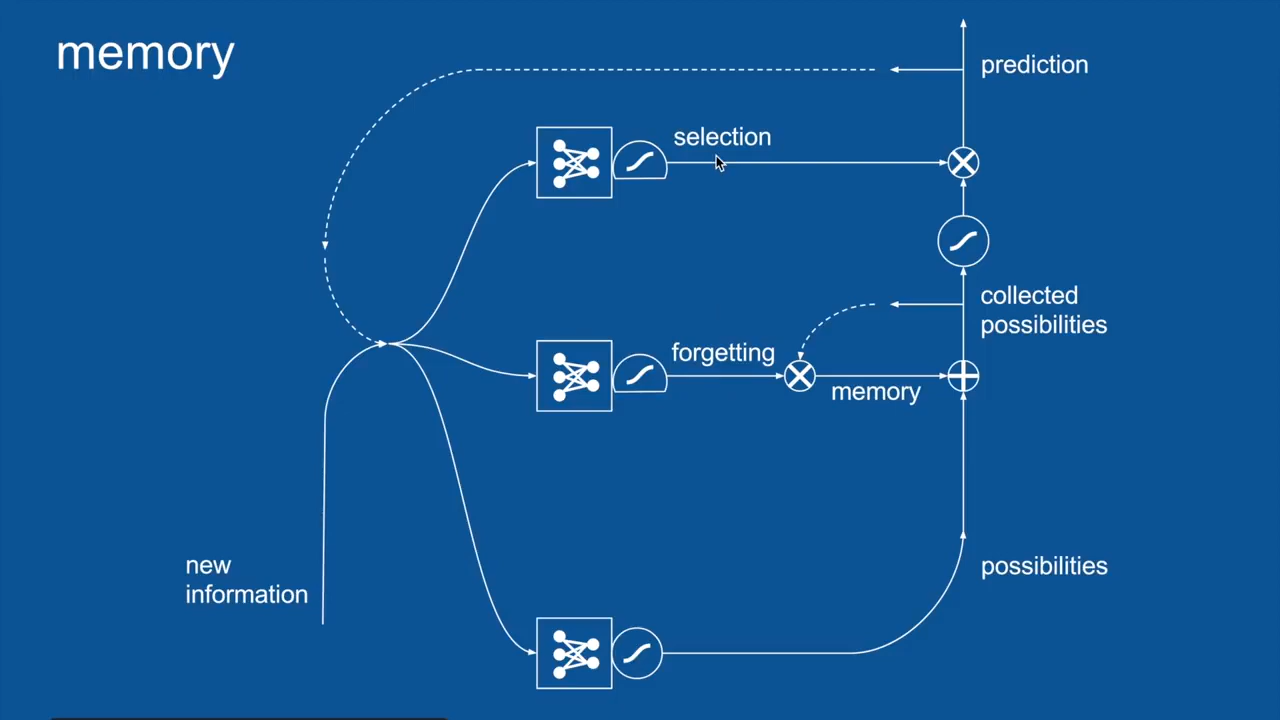 memory
prediction
selection
collected
possibilities
forgetting
memory
new
information
possibilities